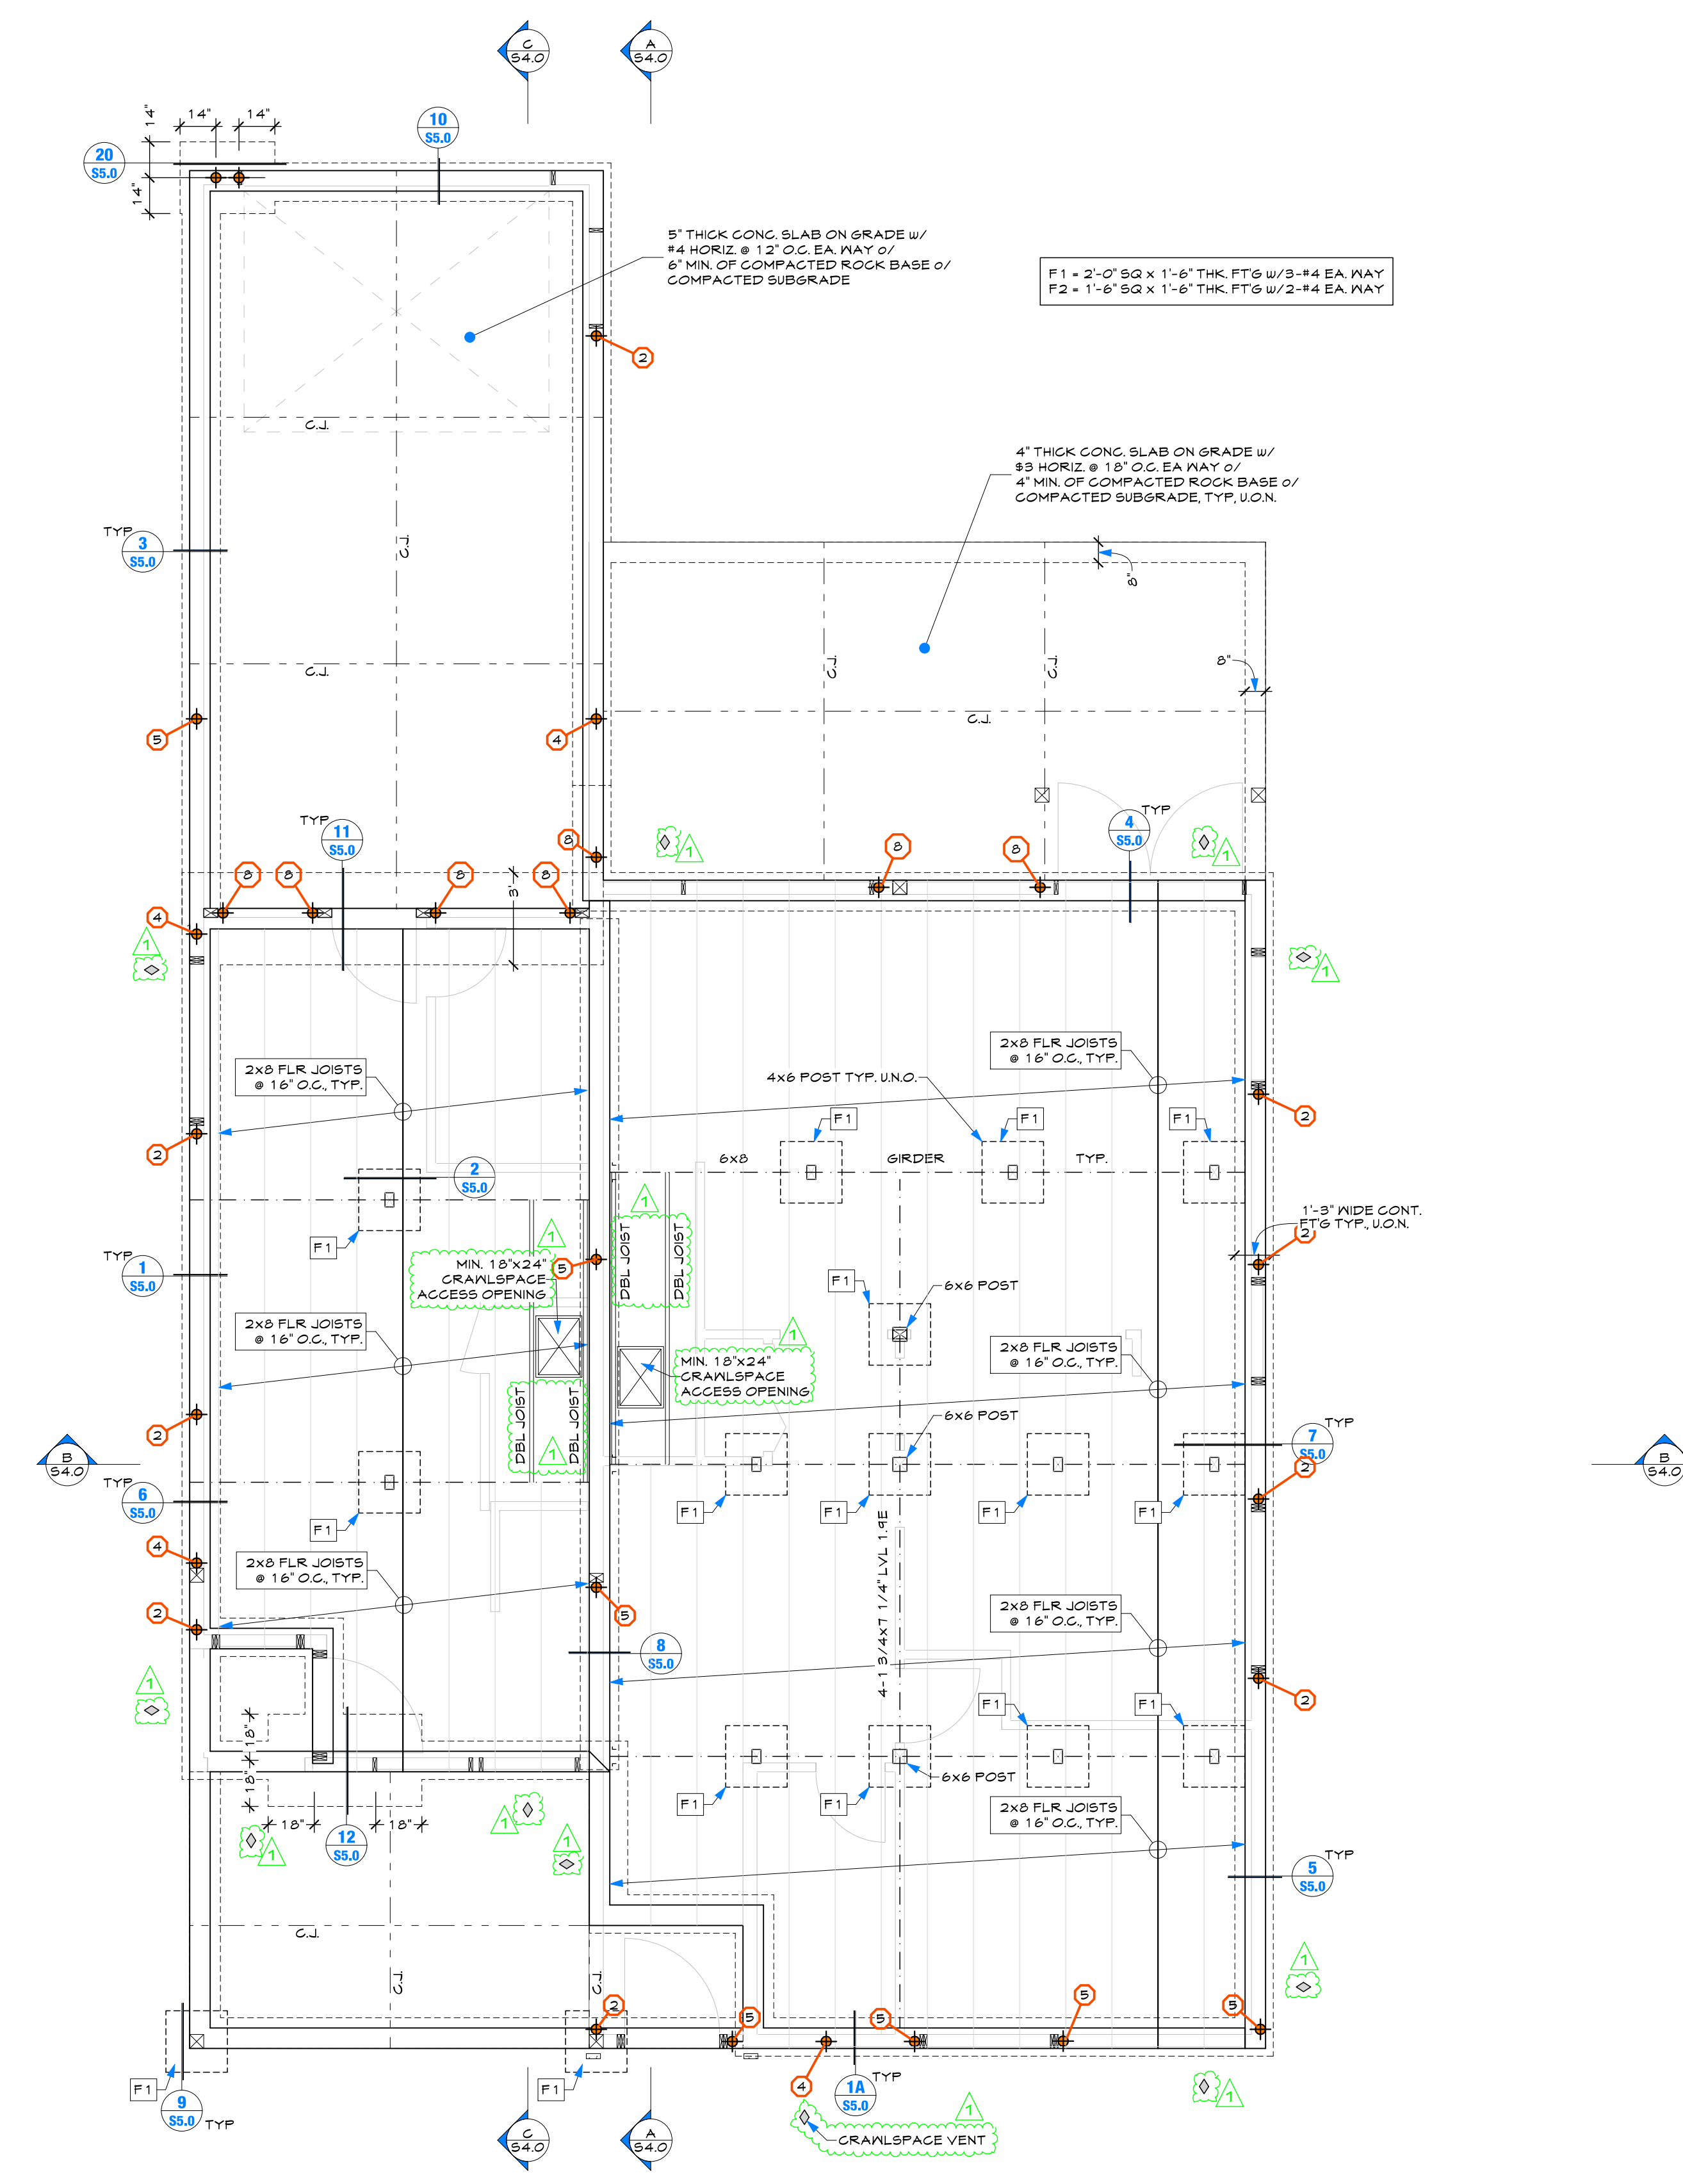 C
S4.0
A
S4.0
14"
14"
14"
14"
10
S5.0
20
S5.0
5" THICK CONC. SLAB ON GRADE w/
#4 HORIZ. @ 12" O.C. EA. WAY o/
6" MIN. OF COMPACTED ROCK BASE o/
COMPACTED SUBGRADE
F1 = 2'-0" SQ x 1'-6" THK. FT'G w/3-#4 EA. WAY
F2 = 1'-6" SQ x 1'-6" THK. FT'G w/2-#4 EA. WAY
2
C.J.
4" THICK CONC. SLAB ON GRADE w/
$3 HORIZ. @ 18" O.C. EA WAY o/
4" MIN. OF COMPACTED ROCK BASE o/
COMPACTED SUBGRADE, TYP, U.O.N.
TYP
3
S5.0
C.J.
8"
8"
C.J.
C.J.
C.J.
C.J.
5
4
TYP
11
S5.0
8
1
8
8
TYP
4
S5.0
1
8
8
8
8
3'
4
1
1
2x8 FLR JOISTS
@ 16" O.C., TYP.
2x8 FLR JOISTS
@ 16" O.C., TYP.
4x6 POST TYP. U.N.O.
2
F1
F1
F1
2
6x8
GIRDER
TYP.
2
S5.0
1
F1
1
1'-3" WIDE CONT.
FT'G TYP., U.O.N.
2
TYP
1
S5.0
MIN. 18"x24"
CRAWLSPACE
ACCESS OPENING
5
DBL JOIST
DBL JOIST
F1
6x6 POST
2x8 FLR JOISTS
@ 16" O.C., TYP.
1
MIN. 18"x24"
CRAWLSPACE
ACCESS OPENING
2x8 FLR JOISTS
@ 16" O.C., TYP.
DBL JOIST
DBL JOIST
1
6x6 POST
2
B
S4.0
TYP
7
S5.0
2
B
S4.0
TYP
6
S5.0
F1
F1
F1
F1
F1
4
4-1 3/4x7 1/4" LVL 1.9E
2x8 FLR JOISTS
@ 16" O.C., TYP.
2
5
2x8 FLR JOISTS
@ 16" O.C., TYP.
8
S5.0
1
F1
F1
2
18"
18"
6x6 POST
F1
F1
18"
18"
12
S5.0
1
1
1
2x8 FLR JOISTS
@ 16" O.C., TYP.
TYP
5
S5.0
C.J.
C.J.
C.J.
1
2
5
5
5
5
F1
F1
9
S5.0
TYP
4
1A
S5.0
TYP
1
1
CRAWLSPACE VENT
C
S4.0
A
S4.0